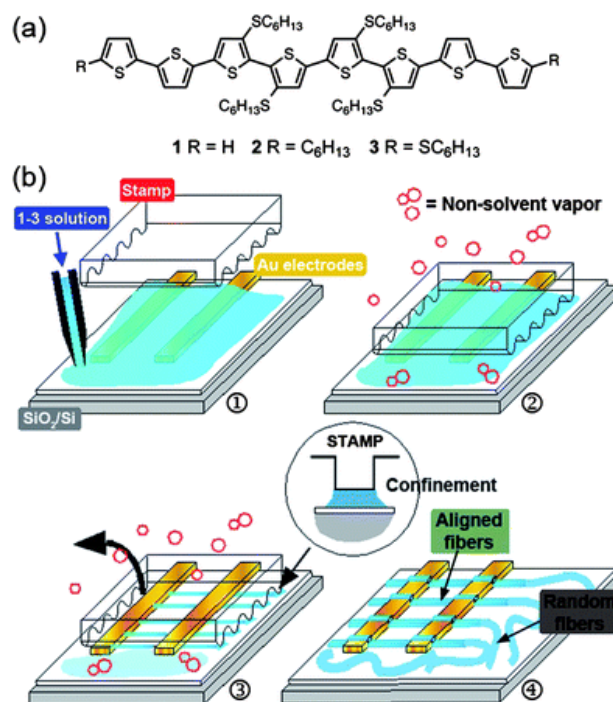 (a)
SC6H13
SC6H13
R
S
S
S
S
S
S
S
S
R
C6H13S
C6H13S
1 R = H 2 R = C6H13 3 R = SC6H13
(b)
Stamp
1-3 solution
Au electrodes
SiO2/Si
①
= Non-solvent vapor
②
STAMP
Confinement
③
Aligned
fibers
Random
fibers
④